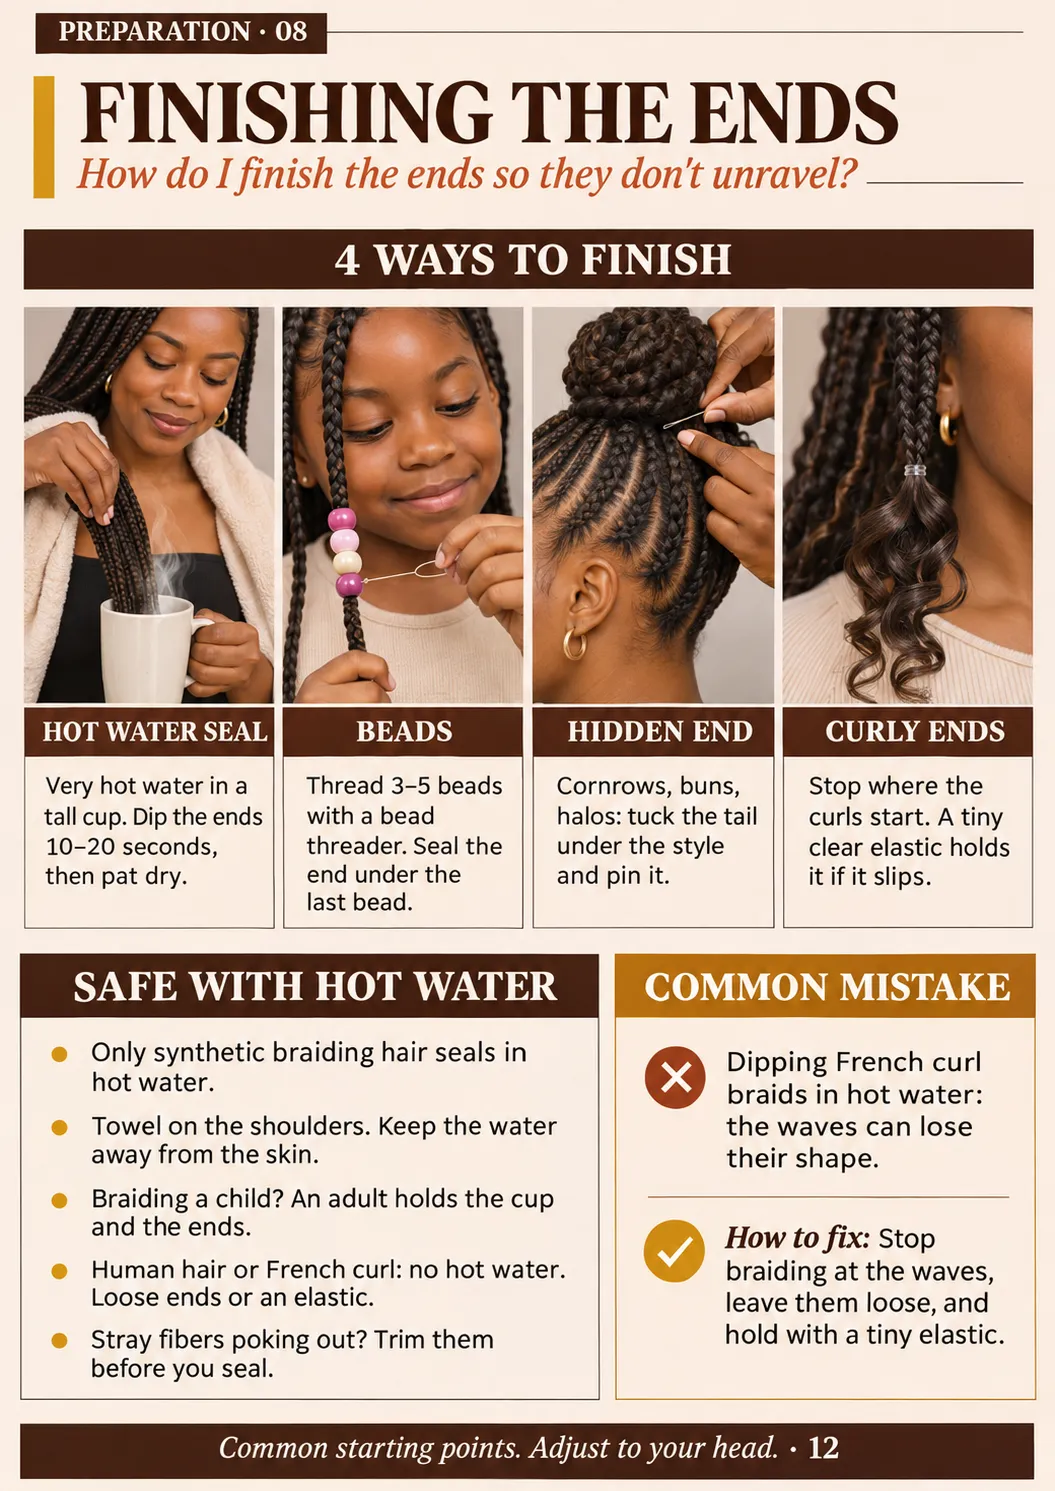 PREPARATION · 08
FINISHING THE ENDS
How do I finish the ends so they don't unravel?
4 WAYS TO FINISH
HOT WATER SEAL
Very hot water in a
tall cup. Dip the ends
10–20 seconds,
then pat dry.
BEADS
Thread 3–5 beads
with a bead
threader. Seal the
end under the
last bead.
HIDDEN END
Cornrows, buns,
halos: tuck the tail
under the style
and pin it.
CURLY ENDS
Stop where the
curls start. A tiny
clear elastic holds
it if it slips.
SAFE WITH HOT WATER
Only synthetic braiding hair seals in
hot water.
Towel on the shoulders. Keep the water
away from the skin.
Braiding a child? An adult holds the cup
and the ends.
Human hair or French curl: no hot water.
Loose ends or an elastic.
Stray fibers poking out? Trim them
before you seal.
COMMON MISTAKE
Dipping French curl
braids in hot water:
the waves can lose
their shape.
How to fix: Stop
braiding at the waves,
leave them loose, and
hold with a tiny elastic.
Common starting points. Adjust to your head. · 12